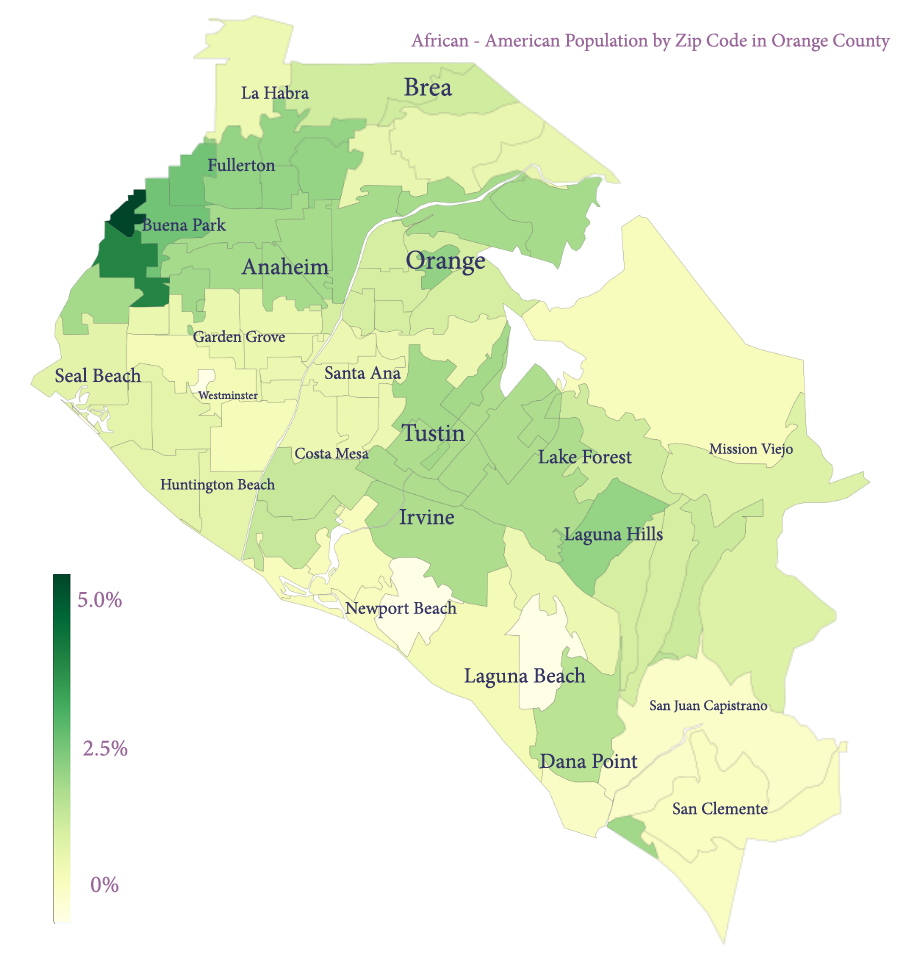 African - American Population by Zip Code in Orange County
Brea
La Habra
Fullerton
Buena Park
Anaheim
Orange
Garden Grove
Seal Beach
Santa Ana
Westminster
Tustin
Mission Viejo
Costa Mesa
Lake Forest
Huntington Beach
Irvine
Laguna Hills
5.0%
Newport Beach
Laguna Beach
San Juan Capistrano
2.5%
Dana Point
San Clemente
0%